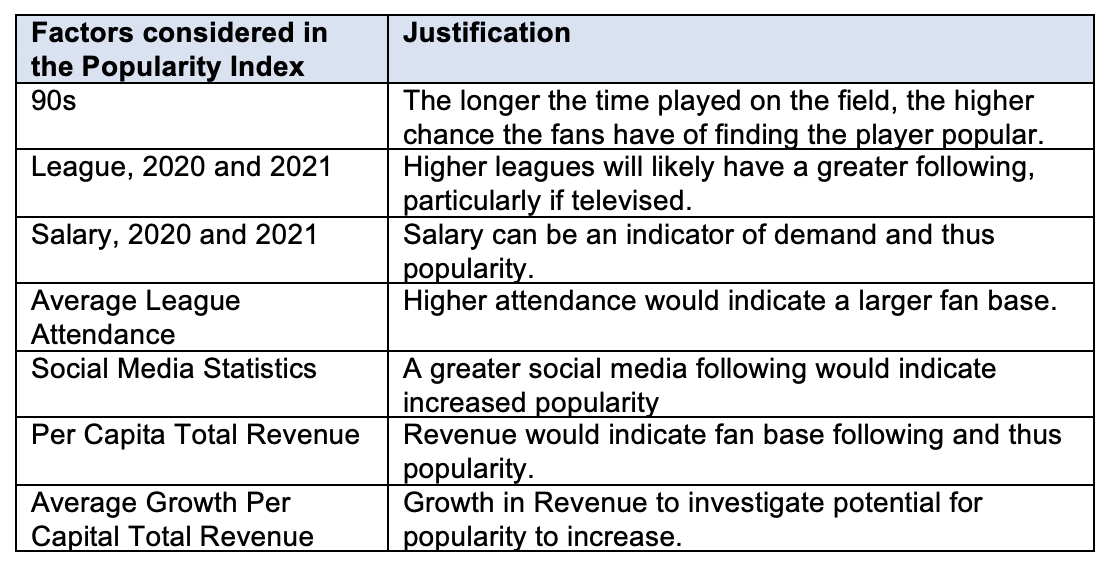 Factors considered in
the Popularity Index
Justification
90s
The longer the time played on the field, the higher
chance the fans have of finding the player popular.
League, 2020 and 2021
Higher leagues will likely have a greater following,
particularly if televised.
Salary, 2020 and 2021
Salary can be an indicator of demand and thus
popularity.
Average League
Attendance
Higher attendance would indicate a larger fan base.
Social Media Statistics
A greater social media following would indicate
increased popularity
Per Capita Total Revenue
Revenue would indicate fan base following and thus
popularity.
Average Growth Per
Capital Total Revenue
Growth in Revenue to investigate potential for
popularity to increase.